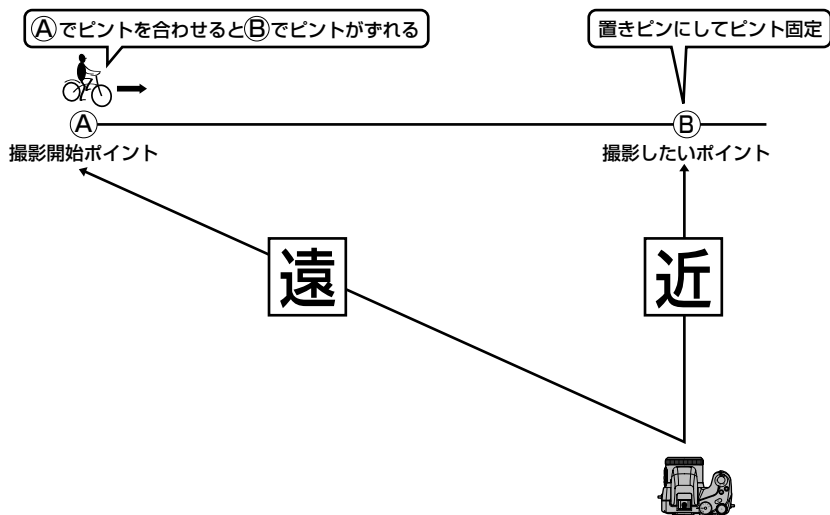 Ⓐでピントを合わせるとⒷでピントがずれる
置きピンにしてピント固定
Ⓐ
Ⓑ
撮影開始ポイント
撮影したいポイント
遠
近